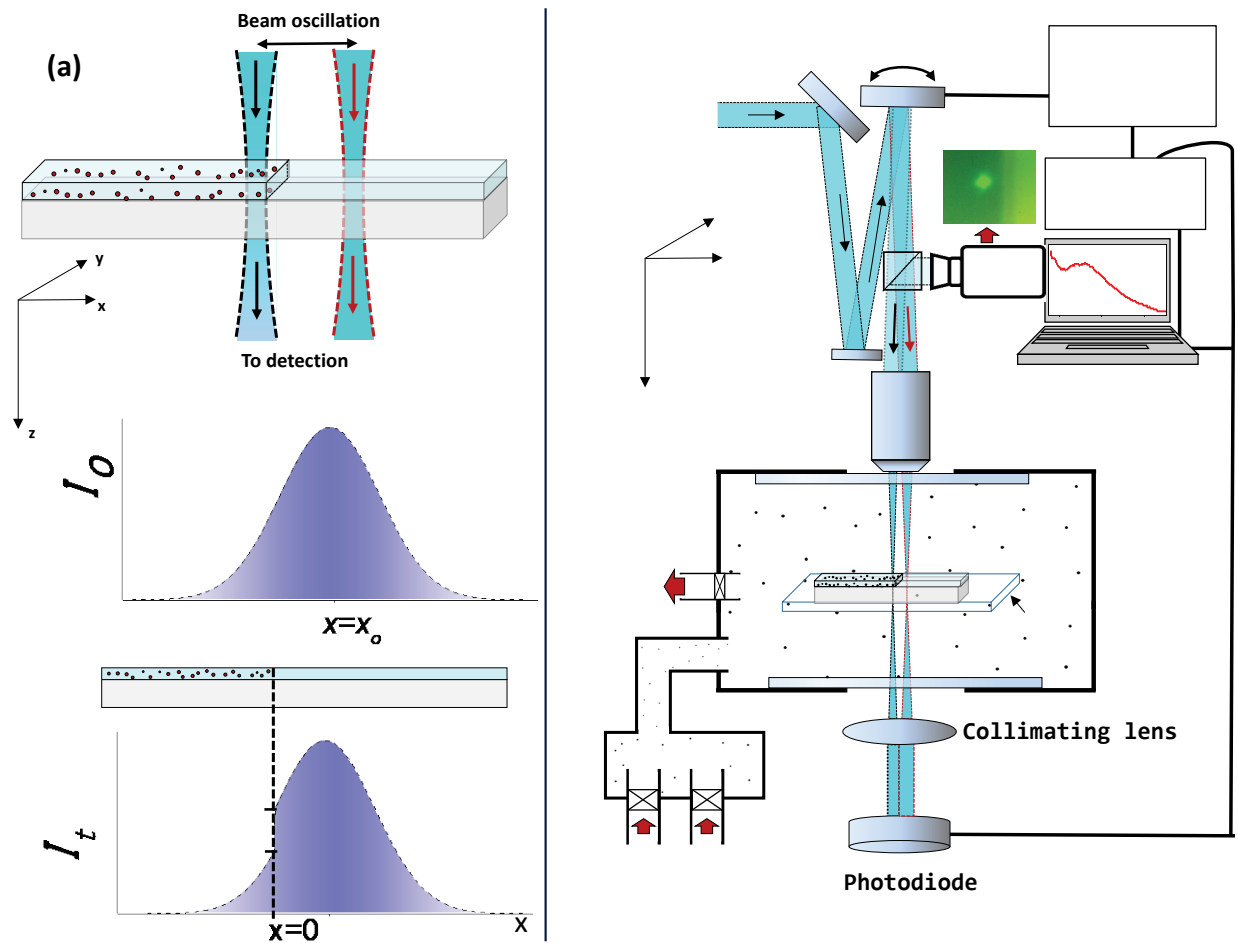 Beam oscillation
(a)
y
x
To detection
z
I_O
x=x_o
I_t
x=0
X
Collimating lens
Photodiode